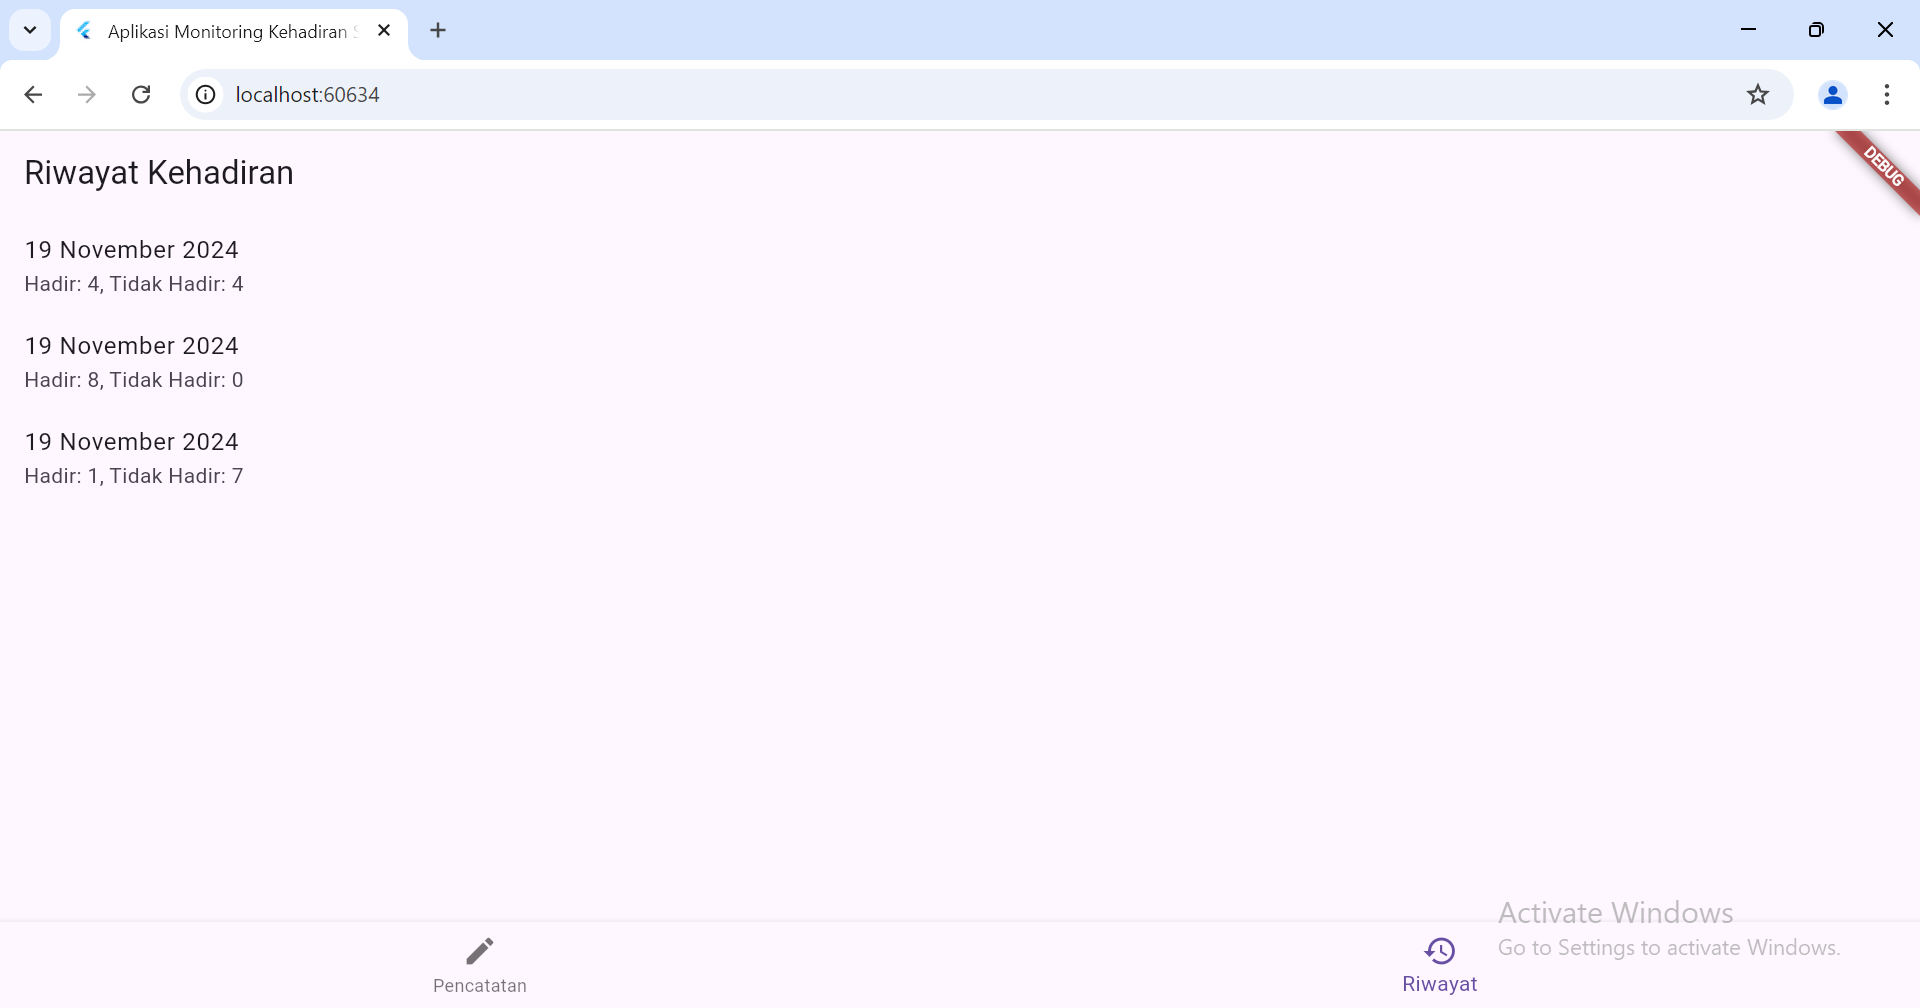 Aplikasi Monitoring Kehadiran S
localhost:60634
DEBUG
Riwayat Kehadiran
19 November 2024
Hadir: 4, Tidak Hadir: 4
19 November 2024
Hadir: 8, Tidak Hadir: 0
19 November 2024
Hadir: 1, Tidak Hadir: 7
Activate Windows
Go to Settings to activate Windows.
Pencatatan
Riwayat